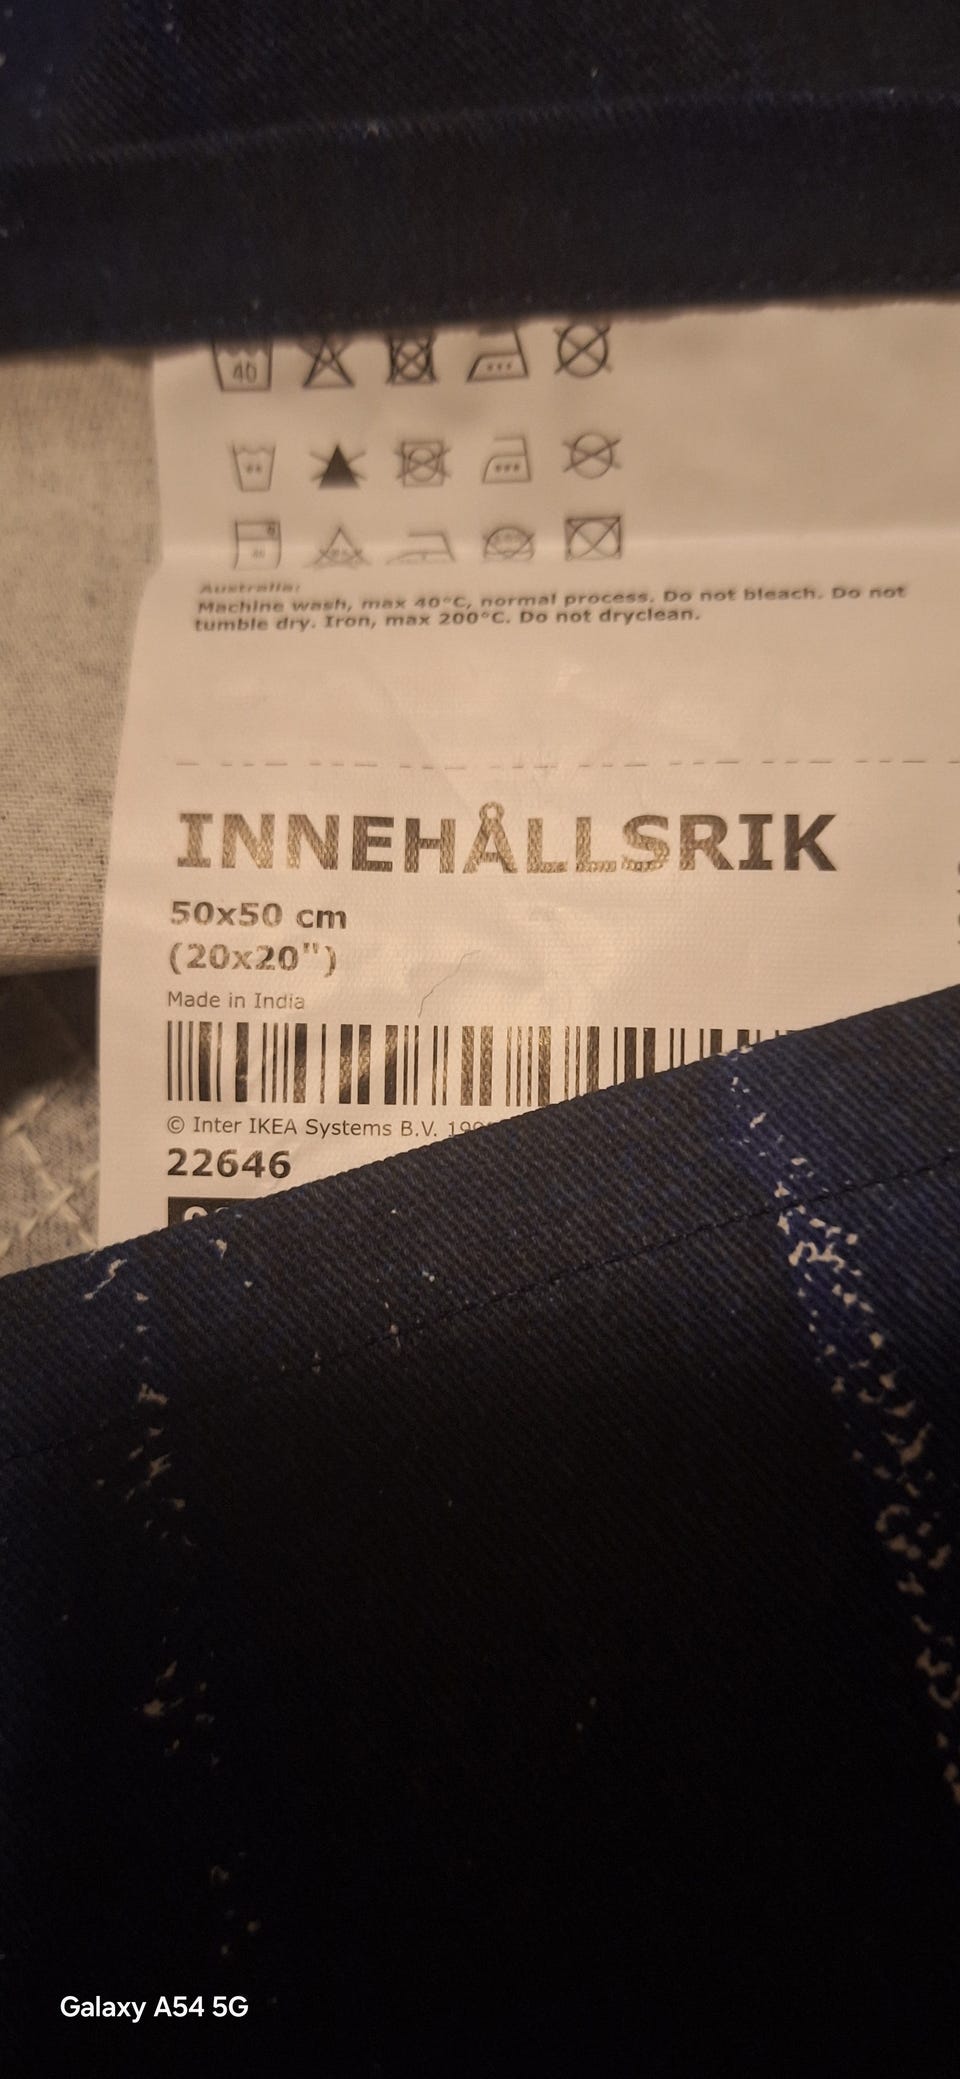 40
Australia:
Machine wash, max 40°C, normal process. Do not bleach. Do not
tumble dry. Iron, max 200°C. Do not dryclean.
INNEHÅLLSRIK
50x50 cm
(20x20")
Made in India
© Inter IKEA Systems B.V.
22646
Galaxy A54 5G